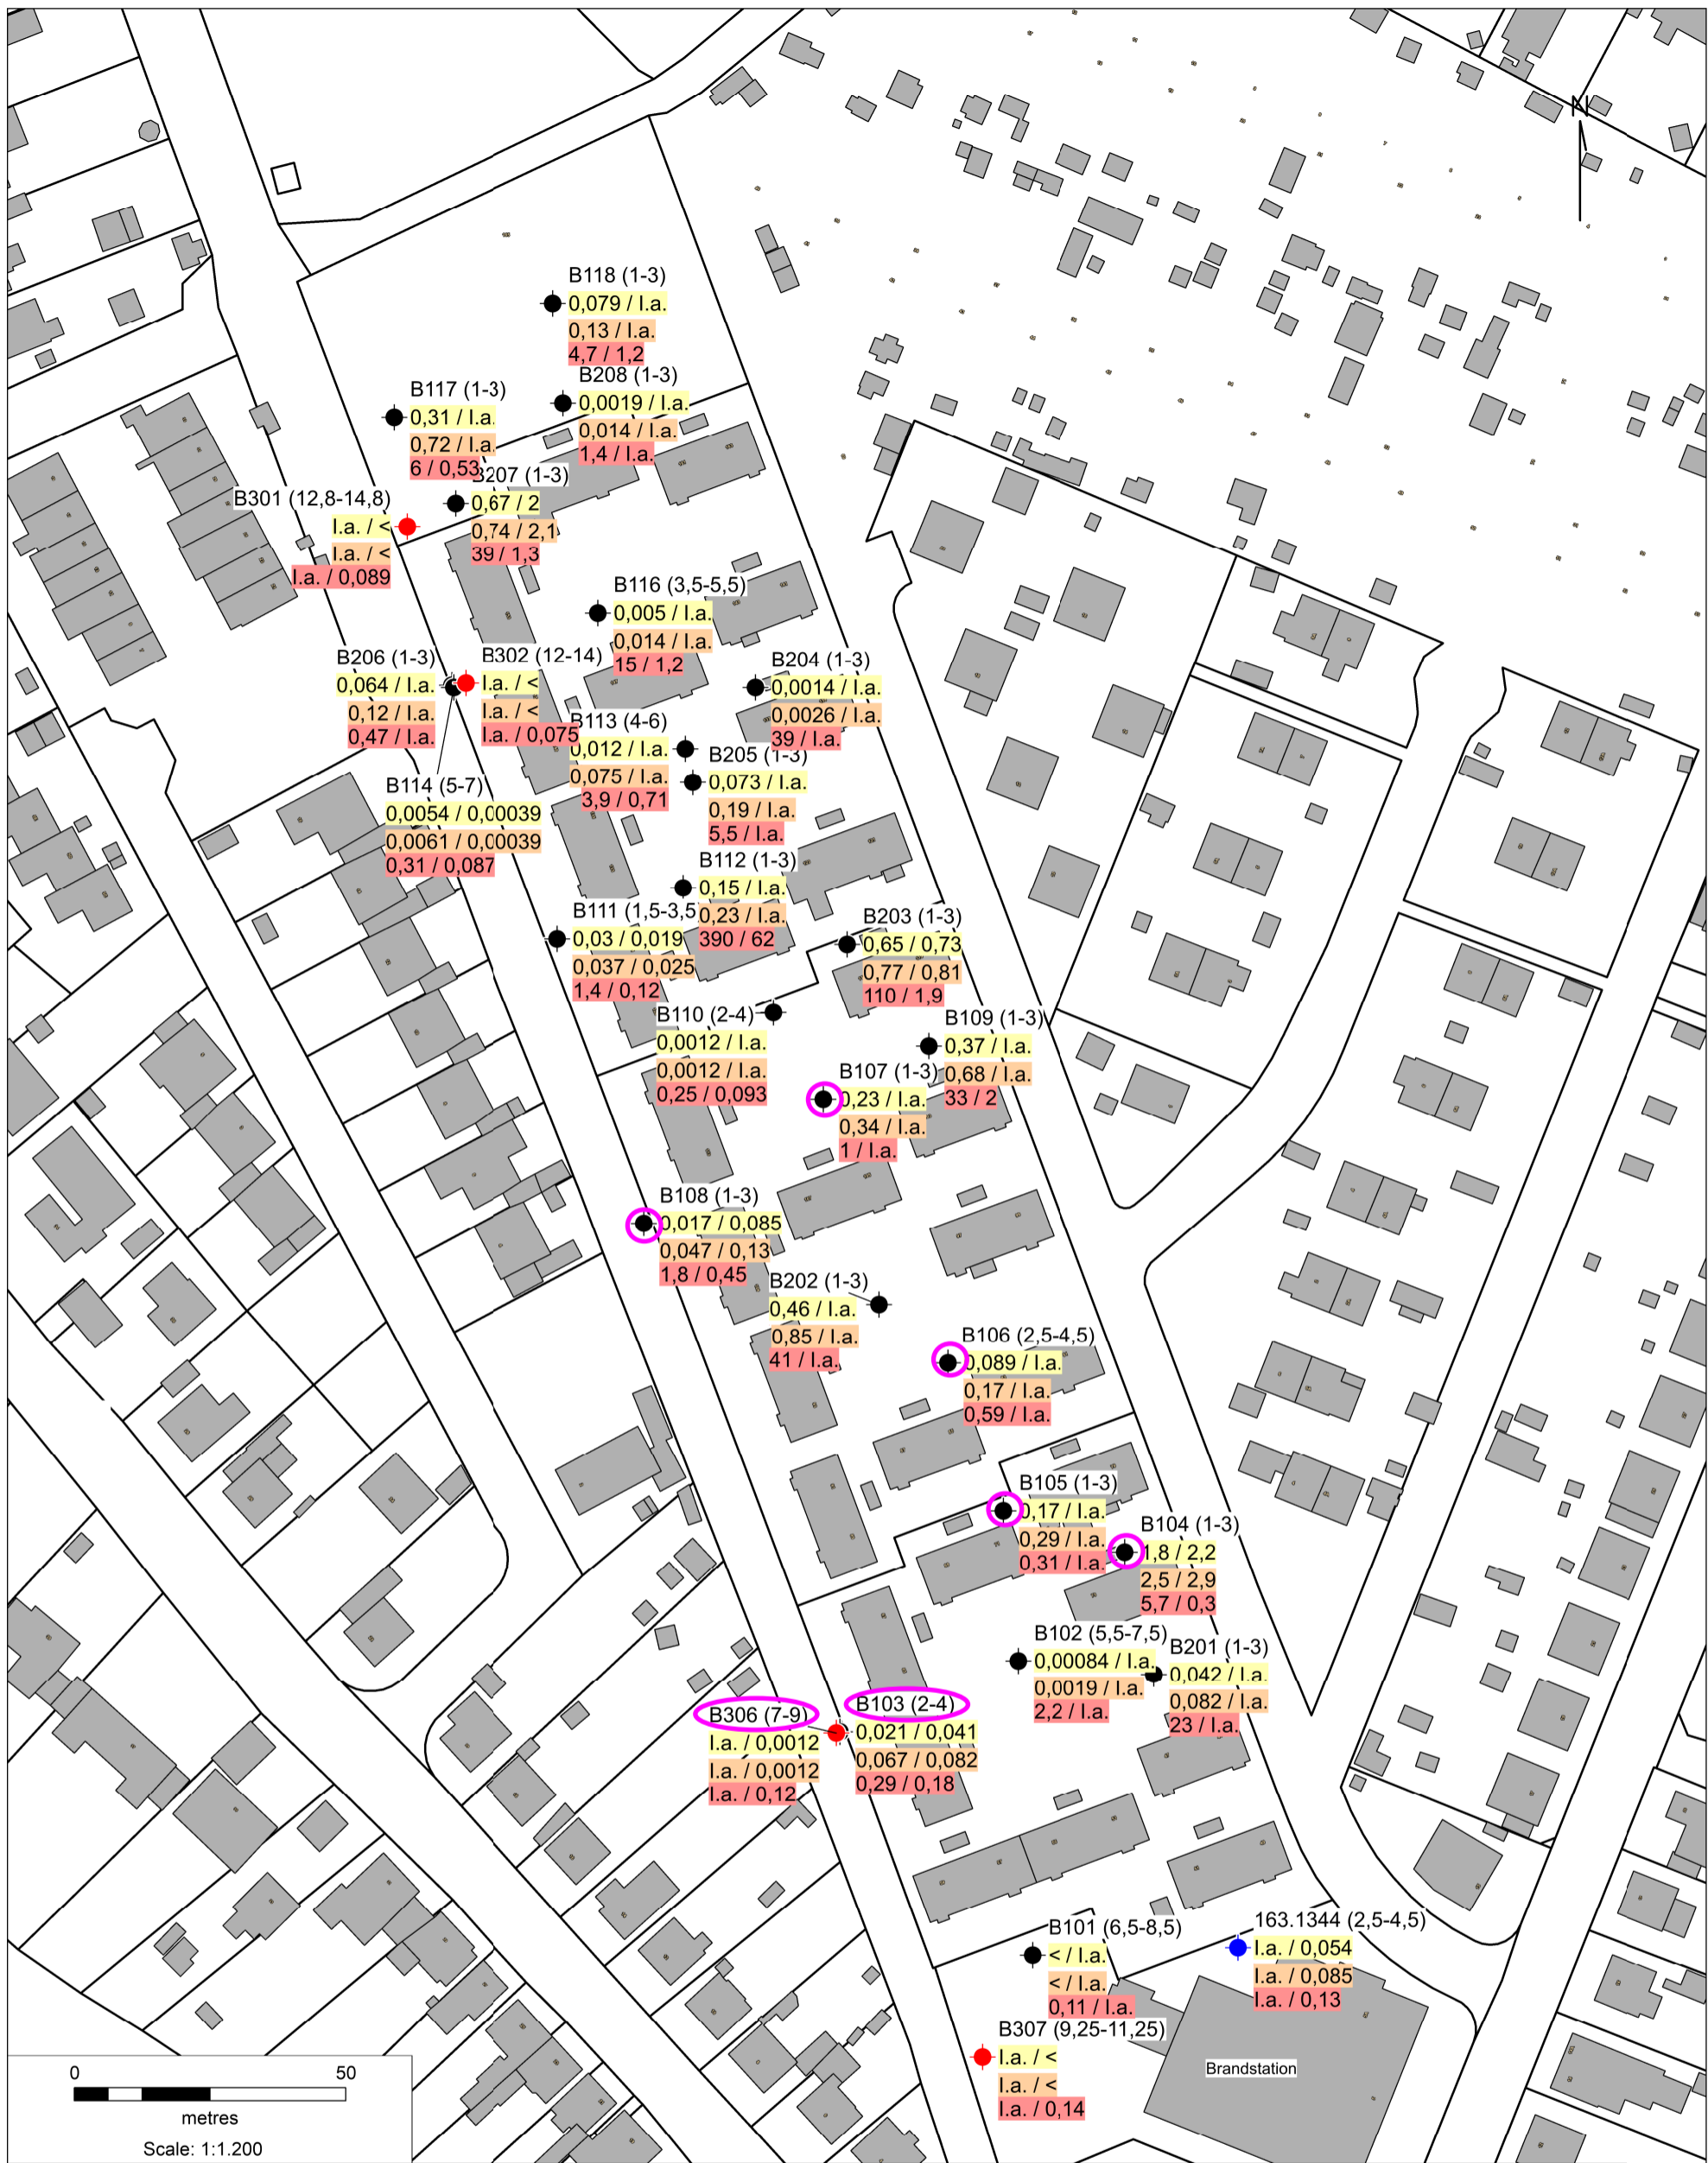 N
B118 (1-3)
0,079 / I.a.
0,13 / I.a.
4,7 / 1,2
B208 (1-3)
0,0019 / I.a.
0,014 / I.a.
1,4 / I.a.
B117 (1-3)
0,31 / I.a.
0,72 / I.a.
6 / 0,53
B207 (1-3)
0,67 / 2
0,74 / 2,1
39 / 1,3
B301 (12,8-14,8)
I.a. / <
I.a. / <
I.a. / 0,089
B116 (3,5-5,5)
0,005 / I.a.
0,014 / I.a.
15 / 1,2
B206 (1-3)
0,064 / I.a.
0,12 / I.a.
0,47 / I.a.
B302 (12-14)
I.a. / <
I.a. / <
I.a. / 0,075
B204 (1-3)
0,0014 / I.a.
0,0026 / I.a.
39 / I.a.
B113 (4-6)
0,012 / I.a.
0,075 / I.a.
3,9 / 0,71
B205 (1-3)
0,073 / I.a.
0,19 / I.a.
5,5 / I.a.
B114 (5-7)
0,0054 / 0,00039
0,0061 / 0,00039
0,31 / 0,087
B112 (1-3)
0,15 / I.a.
0,23 / I.a.
390 / 62
B111 (1,5-3,5
0,03 / 0,019
0,037 / 0,025
1,4 / 0,12
B203 (1-3)
0,65 / 0,73
0,77 / 0,81
110 / 1,9
B110 (2-4)
0,0012 / I.a.
0,0012 / I.a.
0,25 / 0,093
B109 (1-3)
0,37 / I.a.
0,68 / I.a.
33 / 2
B107 (1-3)
0,23 / I.a.
0,34 / I.a.
1 / I.a.
B108 (1-3)
0,017 / 0,085
0,047 / 0,13
1,8 / 0,45
B202 (1-3)
0,46 / I.a.
0,85 / I.a.
41 / I.a.
B106 (2,5-4,5)
0,089 / I.a.
0,17 / I.a.
0,59 / I.a.
B105 (1-3)
0,17 / I.a.
0,29 / I.a.
0,31 / I.a.
B104 (1-3)
1,8 / 2,2
2,5 / 2,9
5,7 / 0,3
B102 (5,5-7,5)
0,00084 / I.a.
0,0019 / I.a.
2,2 / I.a.
B201 (1-3)
0,042 / I.a.
0,082 / I.a.
23 / I.a.
B306 (7-9)
I.a. / 0,0012
I.a. / 0,0012
I.a. / 0,12
B103 (2-4)
0,021 / 0,041
0,067 / 0,082
0,29 / 0,18
B101 (6,5-8,5)
< / I.a.
< / I.a.
0,11 / I.a.
163.1344 (2,5-4,5)
I.a. / 0,054
I.a. / 0,085
I.a. / 0,13
B307 (9,25-11,25)
I.a. / <
I.a. / <
I.a. / 0,14
Brandstation
0 50
metres
Scale: 1:1.200